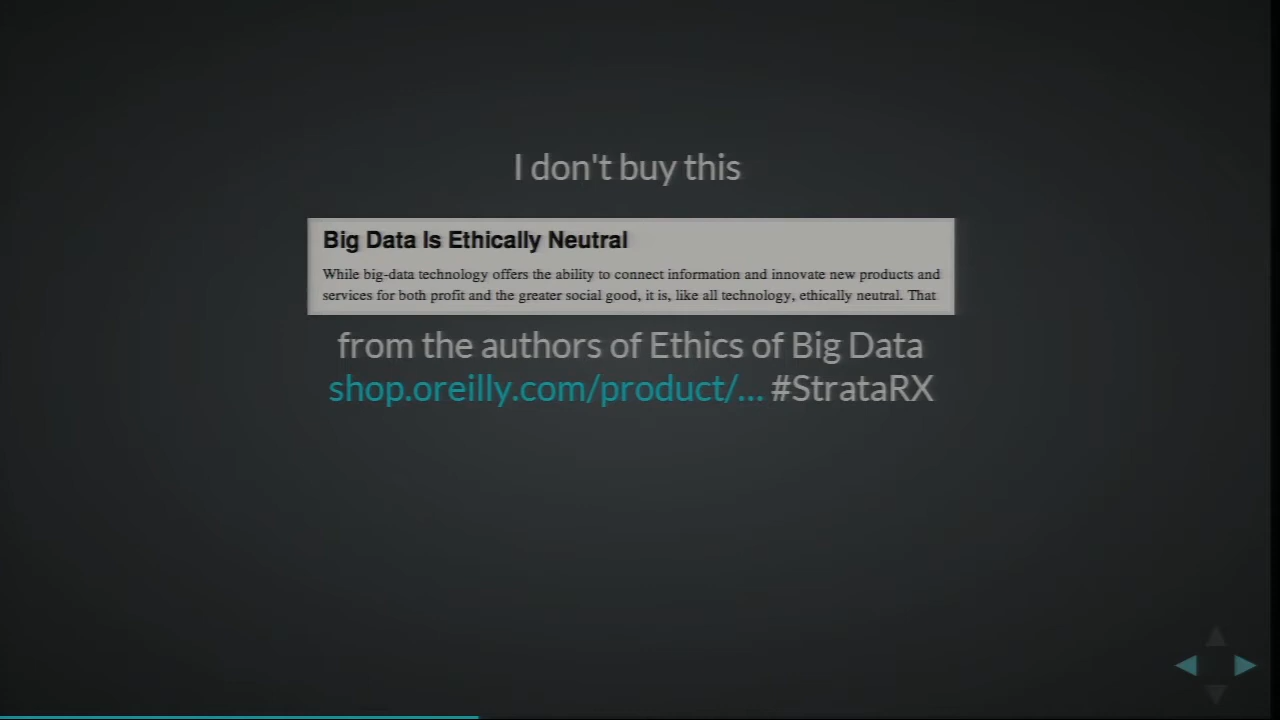 I don't buy this
Big Data Is Ethically Neutral
While big-data technology offers the ability to connect information and innovate new products and
services for both profit and the greater social good, it is, like all technology, ethically neutral. That
from the authors of Ethics of Big Data
shop.oreilly.com/product/... #StrataRX